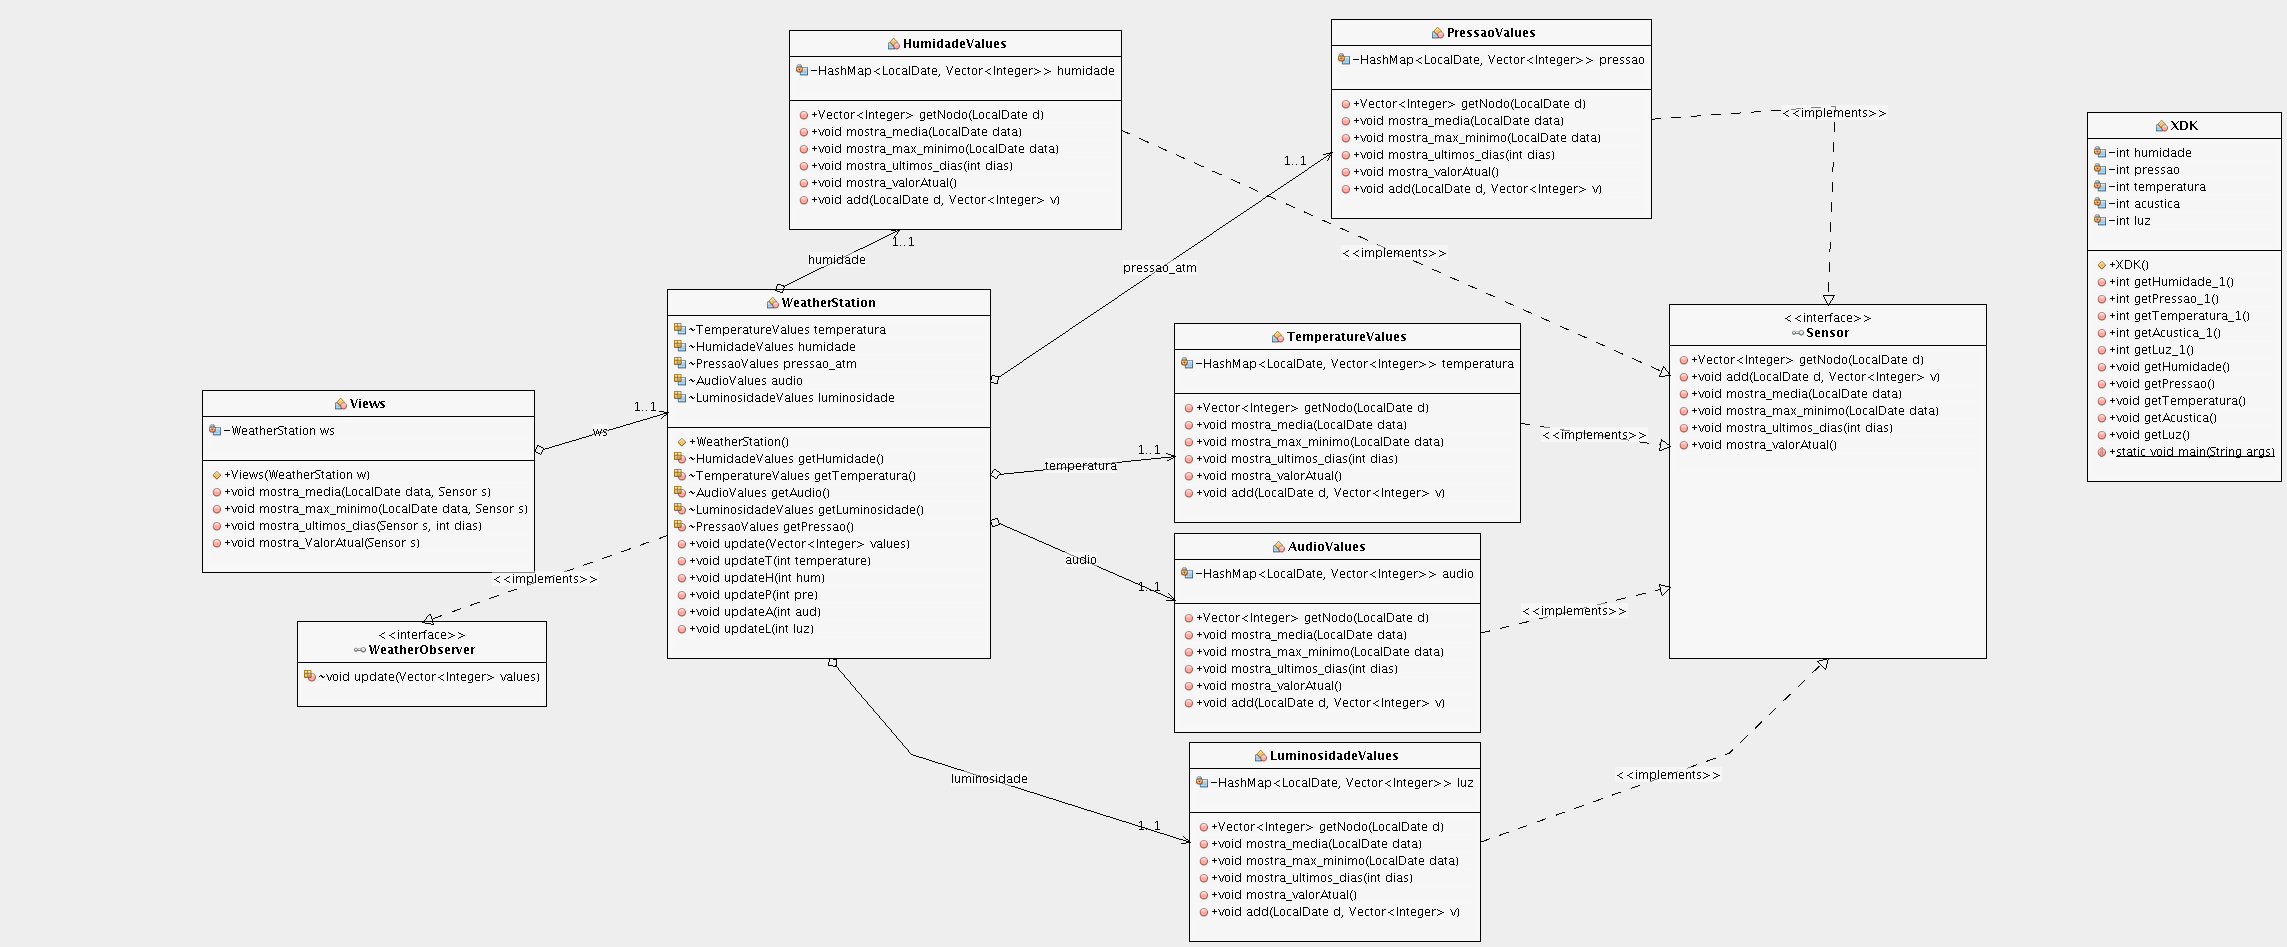 HumidadeValues
-HashMap<LocalDate, Vector<Integer>> humidade
+Vector<Integer> getNodo(LocalDate d)
+void mostra_media(LocalDate data)
+void mostra_max_minimo(LocalDate data)
+void mostra_ultimos_dias(int dias)
+void mostra_valorAtual()
+void add(LocalDate d, Vector<Integer> v)
PressaoValues
-HashMap<LocalDate, Vector<Integer>> pressao
+Vector<Integer> getNodo(LocalDate d)
+void mostra_media(LocalDate data)
+void mostra_max_minimo(LocalDate data)
+void mostra_ultimos_dias(int dias)
+void mostra_valorAtual()
+void add(LocalDate d, Vector<Integer> v)
<<implements>>
XDK
-int humidade
-int pressao
-int temperatura
-int acustica
-int luz
+XDK()
+int getHumidade_1()
+int getPressao_1()
+int getTemperatura_1()
+int getAcustica_1()
+int getLuz_1()
+void getHumidade()
+void getPressao()
+void getTemperatura()
+void getAcustica()
+void getLuz()
+static void main(String args)
1..1
1..1
humidade
pressao_atm
<<implements>>
WeatherStation
~TemperatureValues temperatura
~HumidadeValues humidade
~PressaoValues pressao_atm
~AudioValues audio
~LuminosidadeValues luminosidade
+WeatherStation()
~HumidadeValues getHumidade()
~TemperatureValues getTemperatura()
~AudioValues getAudio()
~LuminosidadeValues getLuminosidade()
~PressaoValues getPressao()
+void update(Vector<Integer> values)
+void updateT(int temperature)
+void updateH(int hum)
+void updateP(int pre)
+void updateA(int aud)
+void updateL(int luz)
TemperatureValues
-HashMap<LocalDate, Vector<Integer>> temperatura
+Vector<Integer> getNodo(LocalDate d)
+void mostra_media(LocalDate data)
+void mostra_max_minimo(LocalDate data)
+void mostra_ultimos_dias(int dias)
+void mostra_valorAtual()
+void add(LocalDate d, Vector<Integer> v)
<<interface>>
Sensor
+Vector<Integer> getNodo(LocalDate d)
+void add(LocalDate d, Vector<Integer> v)
+void mostra_media(LocalDate data)
+void mostra_max_minimo(LocalDate data)
+void mostra_ultimos_dias(int dias)
+void mostra_valorAtual()
Views
-WeatherStation ws
+Views(WeatherStation w)
+void mostra_media(LocalDate data, Sensor s)
+void mostra_max_minimo(LocalDate data, Sensor s)
+void mostra_ultimos_dias(Sensor s, int dias)
+void mostra_ValorAtual(Sensor s)
1..1
ws
1..1
temperatura
<<implements>>
<<implements>>
<<interface>>
WeatherObserver
~void update(Vector<Integer> values)
audio
1..1
AudioValues
-HashMap<LocalDate, Vector<Integer>> audio
+Vector<Integer> getNodo(LocalDate d)
+void mostra_media(LocalDate data)
+void mostra_max_minimo(LocalDate data)
+void mostra_ultimos_dias(int dias)
+void mostra_valorAtual()
+void add(LocalDate d, Vector<Integer> v)
<<implements>>
luminosidade
1..1
LuminosidadeValues
-HashMap<LocalDate, Vector<Integer>> luz
+Vector<Integer> getNodo(LocalDate d)
+void mostra_media(LocalDate data)
+void mostra_max_minimo(LocalDate data)
+void mostra_ultimos_dias(int dias)
+void mostra_valorAtual()
+void add(LocalDate d, Vector<Integer> v)
<<implements>>